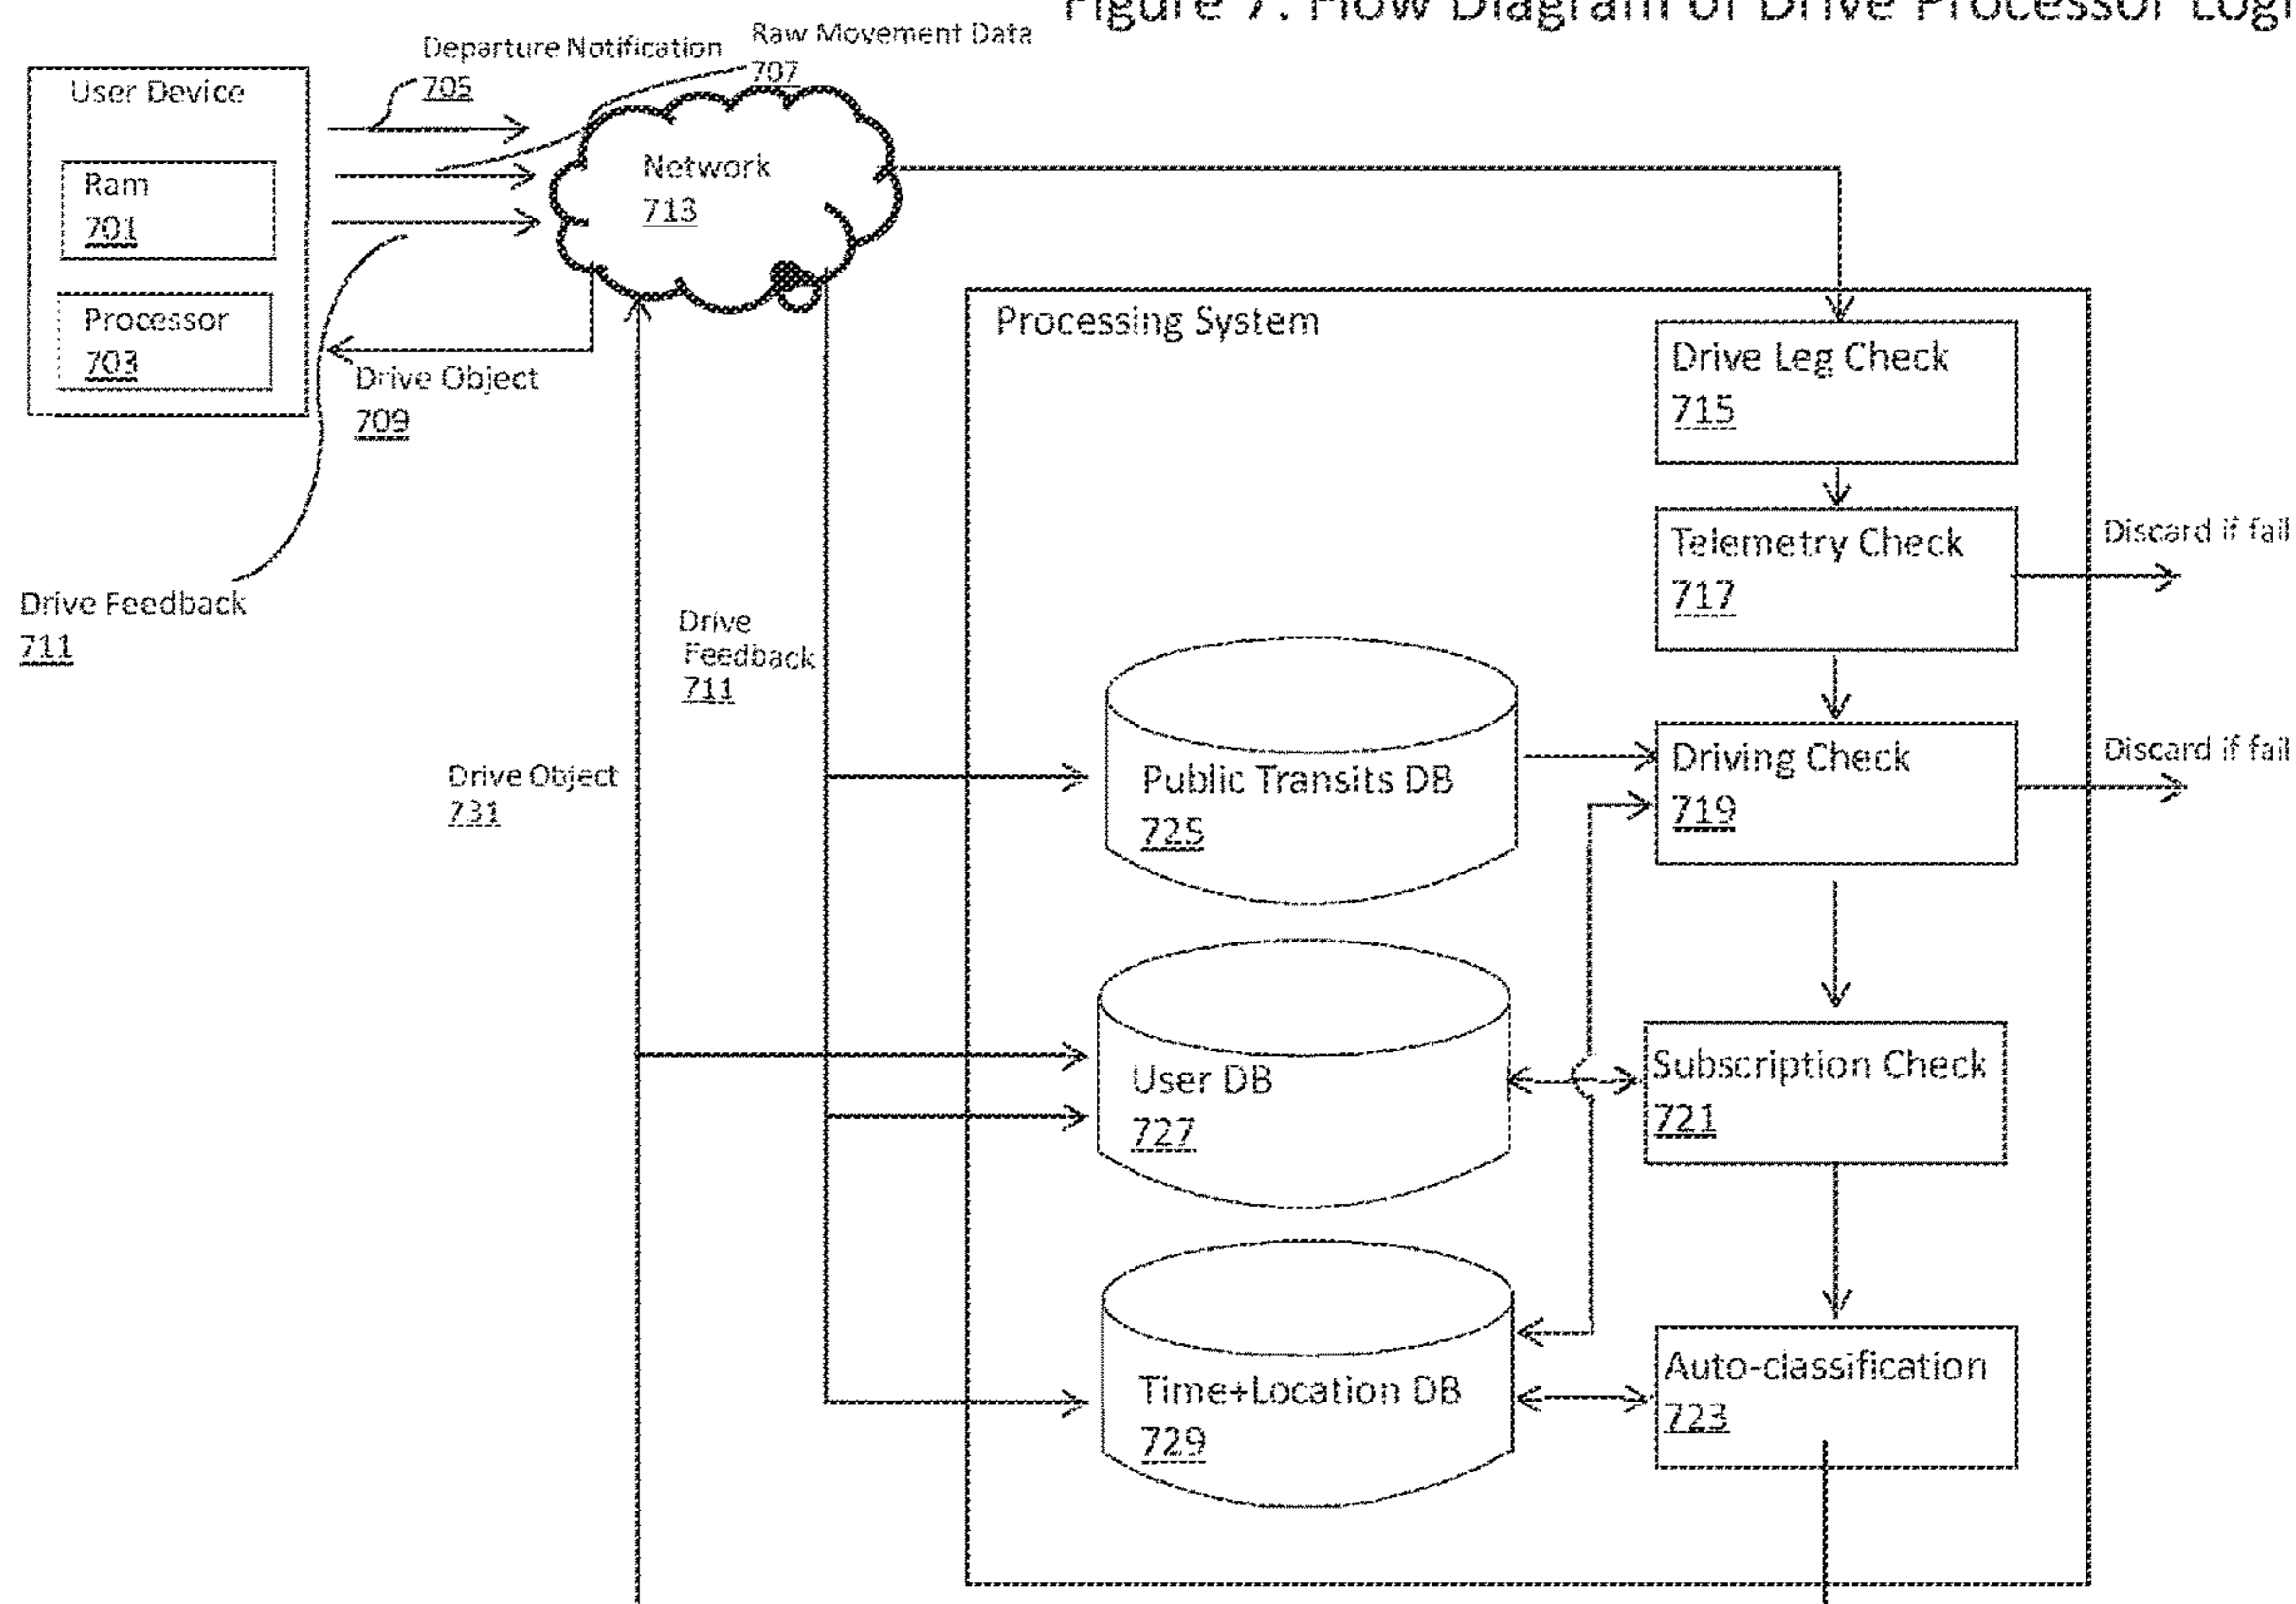 Figure 7: Flow Diagram of Drive Processor Logi
Departure Notification
705
Raw Movement Data
707
User Device
Ram
701
Processor
703
Network
713
Drive Object
709
Drive Feedback
711
Processing System
Drive Leg Check
715
Telemetry Check
717
Discard if fail
Drive
Feedback
711
Drive Object
731
Public Transits DB
725
Driving Check
719
Discard if fail
User DB
727
Subscription Check
721
Time+Location DB
729
Auto-classification
723